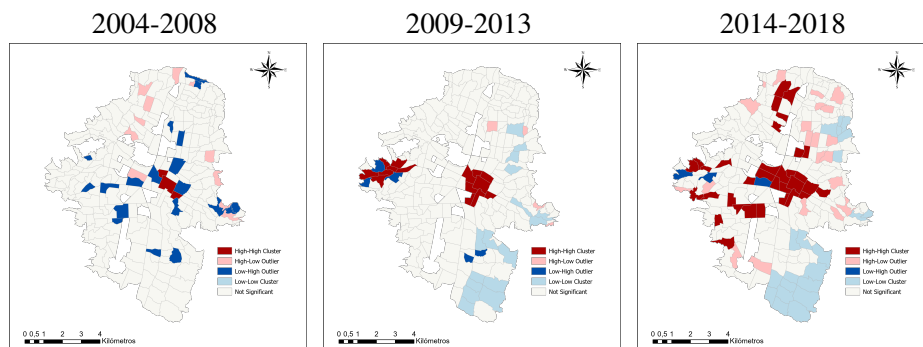 2004-2008 2009-2013 2014-2018
N
W E
S
High-High Cluster
High-Low Outlier
Low-High Outlier
Low-Low Cluster
Not Significant
0 0,5 1 2 3 4
Kilómetros
N
W E
S
High-High Cluster
High-Low Outlier
Low-High Outlier
Low-Low Cluster
Not Significant
0 0,5 1 2 3 4
Kilómetros
N
W E
S
High-High Cluster
High-Low Outlier
Low-High Outlier
Low-Low Cluster
Not Significant
0 0,5 1 2 3 4
Kilómetros